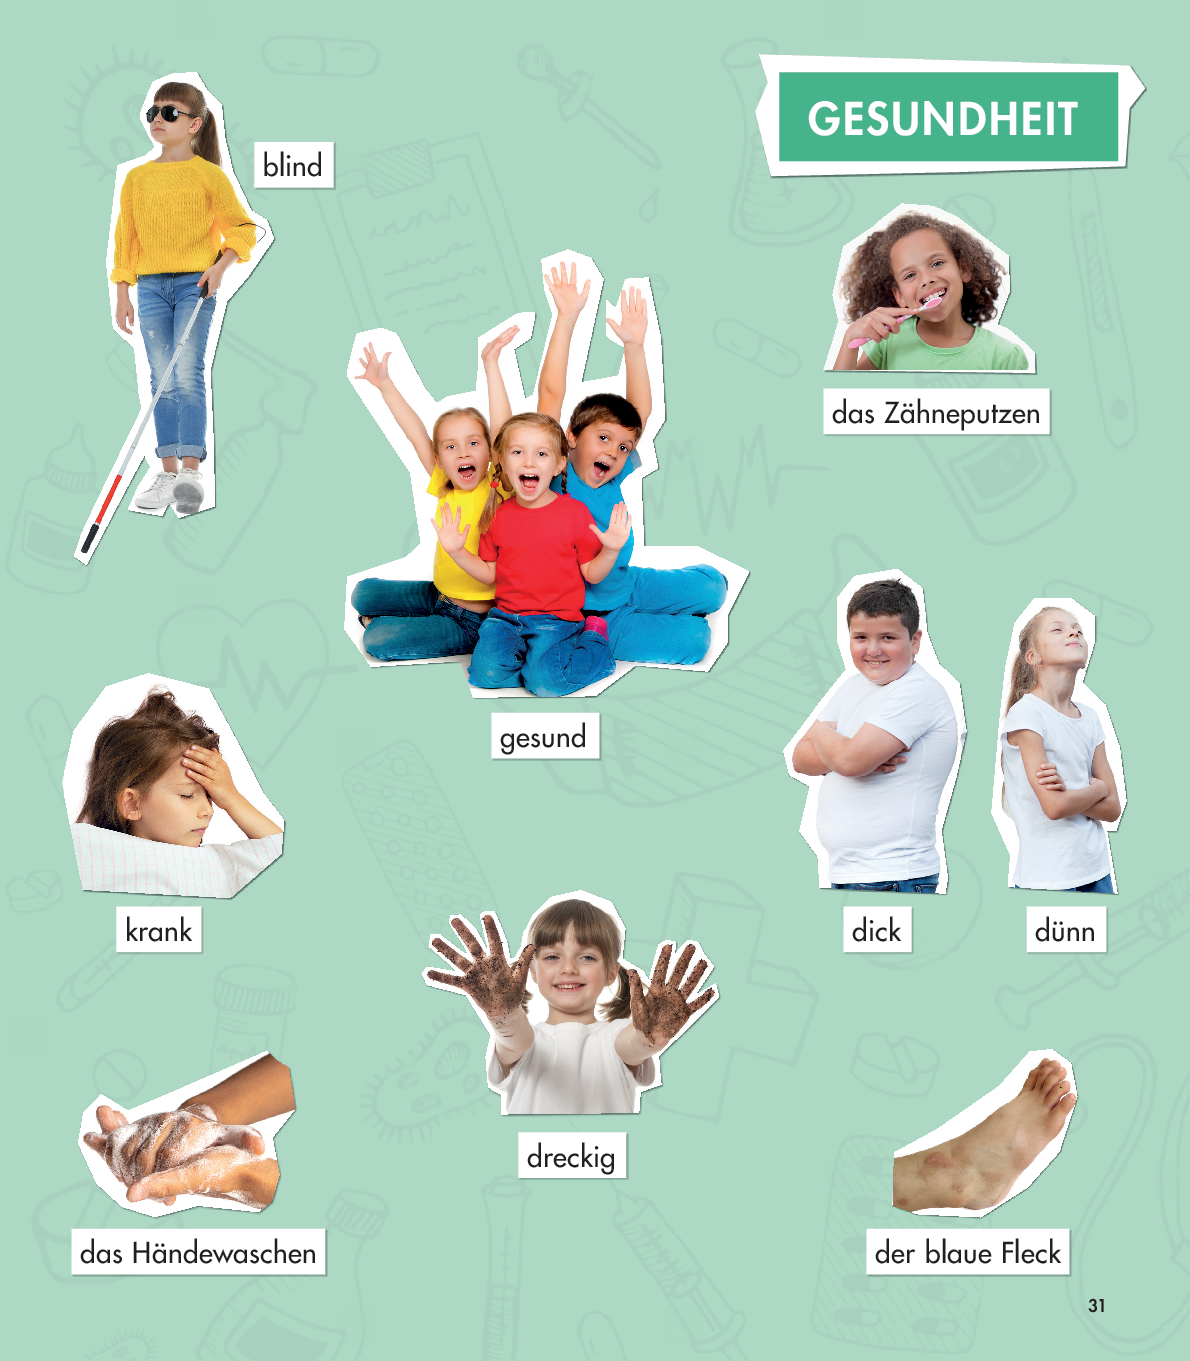 GESUNDHEIT
blind
das Zähneputzen
gesund
krank
dick
dünn
dreckig
das Händewaschen
der blaue Fleck
31